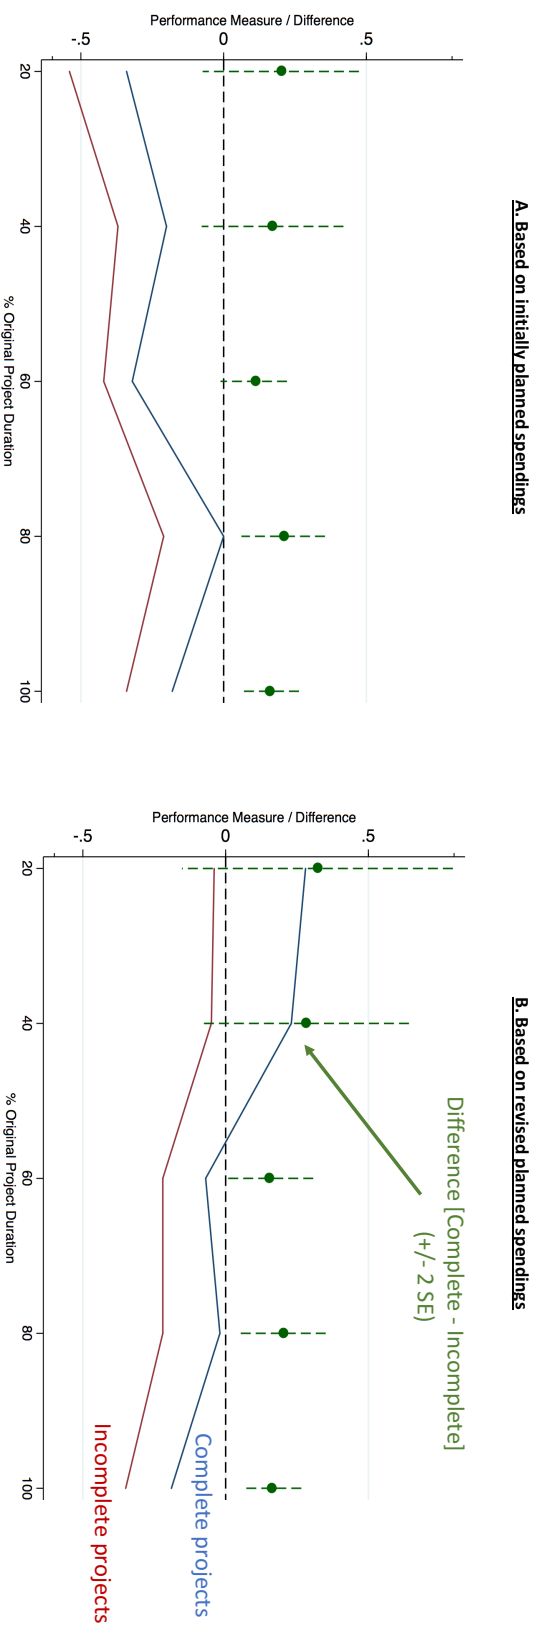 A. Based on initially planned spendings
Performance Measure / Difference
-.5
0
.5
20
40
60
80
100
% Original Project Duration
B. Based on revised planned spendings
Performance Measure / Difference
-.5
0
.5
20
40
60
80
100
% Original Project Duration
Difference [Complete - Incomplete]
(+/- 2 SE)
Complete projects
Incomplete projects